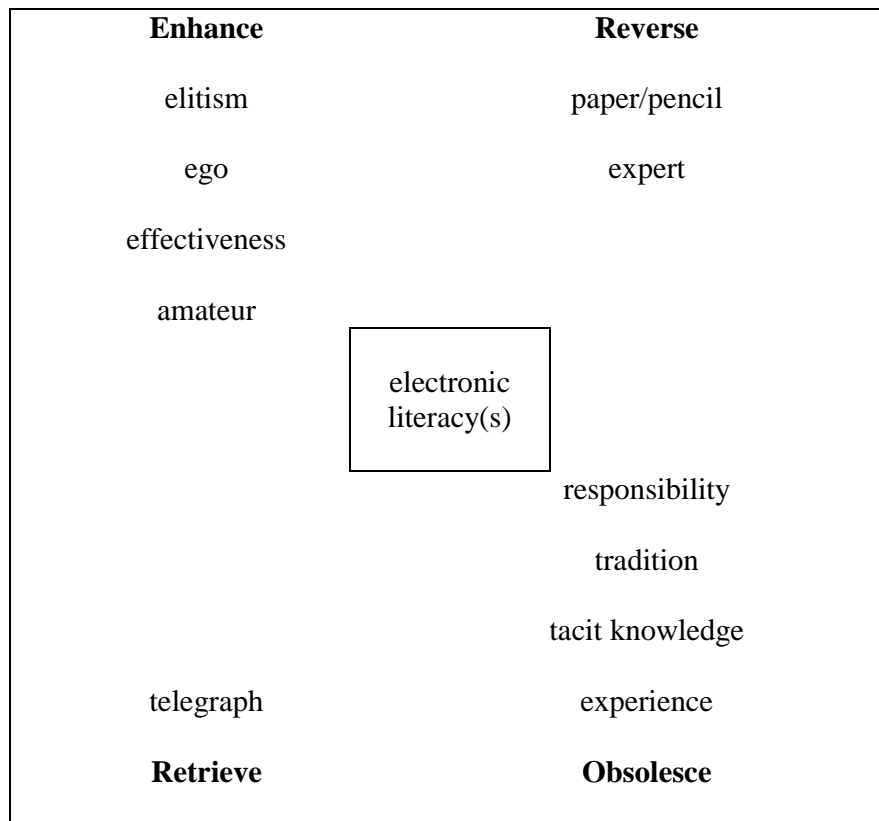 Enhance Reverse
elitism paper/pencil
ego expert
effectiveness
amateur
electronic
literacy(s)
responsibility
tradition
tacit knowledge
telegraph experience
Retrieve Obsolesce